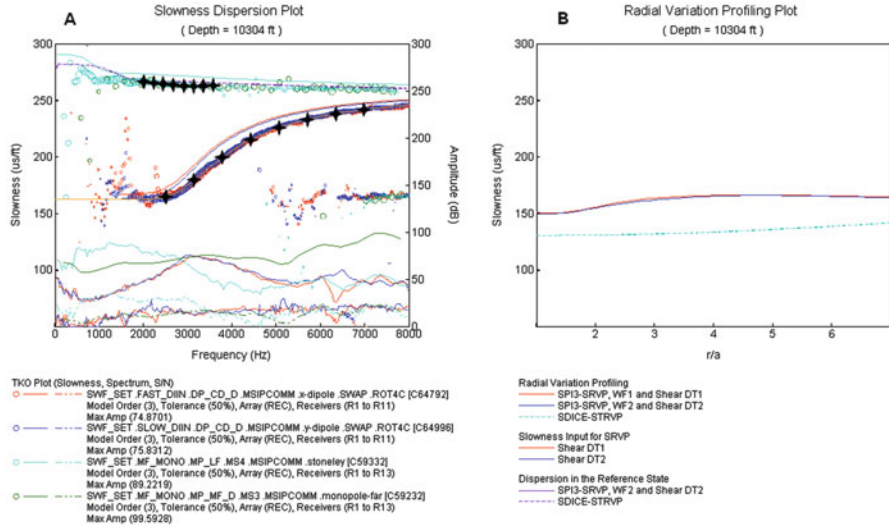 A
Slowness Dispersion Plot
( Depth = 10304 ft )
300
250
200
150
100
Slowness (us/ft)
300
250
200
150
100
50
0
Amplitude (dB)
0 1000 2000 3000 4000 5000 6000 7000 8000
Frequency (Hz)
TKO Plot (Slowness, Spectrum, S/N)
SWF_SET .FAST_DIIN .DP_CD_D .MSIPCOMM .x-dipole .SWAP .ROT4C [C64792]
Model Order (3), Tolerance (50%), Array (REC), Receivers (R1 to R11)
Max Amp (74.8701)
SWF_SET .SLOW_DIIN .DP_CD_D .MSIPCOMM .y-dipole .SWAP .ROT4C [C64996]
Model Order (3), Tolerance (50%), Array (REC), Receivers (R1 to R11)
Max Amp (75.8312)
SWF_SET .MF_MONO .MP_LF .MS4 .MSIPCOMM .stoneley [C59332]
Model Order (3), Tolerance (50%), Array (REC), Receivers (R1 to R13)
Max Amp (89.2219)
SWF_SET .MF_MONO .MP_MF_D .MS3 .MSIPCOMM .monopole-far [C59232]
Model Order (3), Tolerance (50%), Array (REC), Receivers (R1 to R13)
Max Amp (99.5928)
B
Radial Variation Profiling Plot
( Depth = 10304 ft )
300
250
200
150
100
Slowness (us/ft)
2 3 4 5 6
r/a
Radial Variation Profiling
SPI3-SRVP, WF1 and Shear DT1
SPI3-SRVP, WF2 and Shear DT2
SDICE-STRVP
Slowness Input for SRVP
Shear DT1
Shear DT2
Dispersion in the Reference State
SPI3-SRVP, WF2 and Shear DT2
SDICE-STRVP